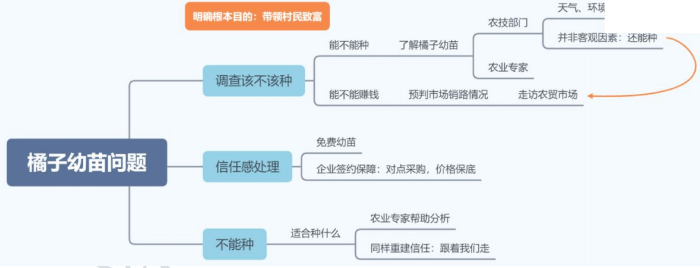 明确根本目的：带领村民致富
橘子幼苗问题
调查该不该种
能不能种
了解橘子幼苗
农技部门
天气、环境
并非客观因素：还能种
农业专家
能不能赚钱
预判市场销路情况
走访农贸市场
信任感处理
免费幼苗
企业签约保障：对点采购，价格保底
不能种
适合种什么
农业专家帮助分析
同样重建信任：跟着我们走